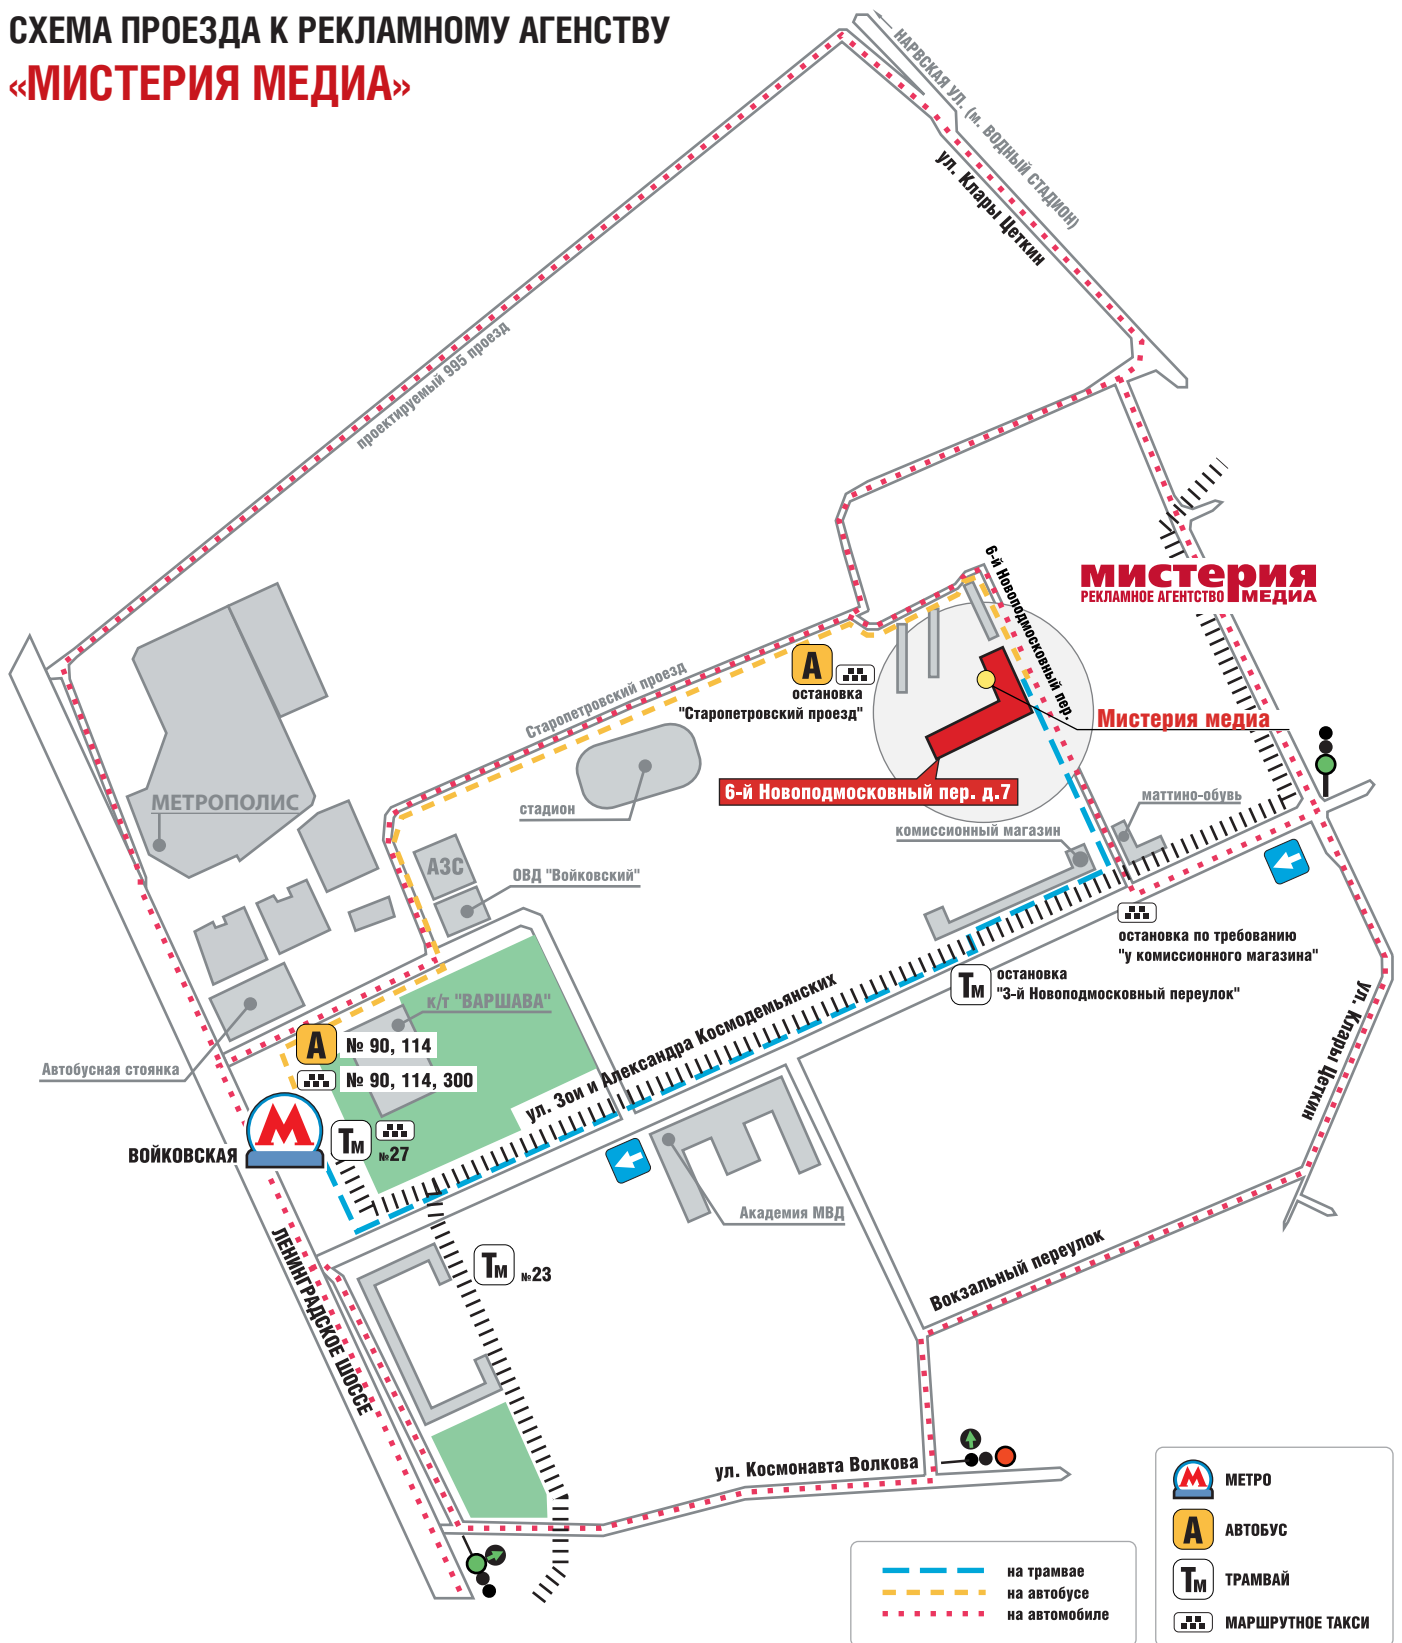 СХЕМА ПРОЕЗДА К РЕКЛАМНОМУ АГЕНСТВУ
«МИСТЕРИЯ МЕДИА»
НАРВСКАЯ УЛ. (м. ВОДНЫЙ СТАДИОН)
ул. Клары Цеткин
проектируемый 995 проезд
6-й Новоподмосковный пер.
МИСТЕРИЯ
РЕКЛАМНОЕ АГЕНТСТВО МЕДИА
А
остановка
"Старопетровский проезд"
Старопетровский проезд
Мистерия медиа
6-й Новоподмосковный пер. д.7
МЕТРОПОЛИС
стадион
маттино-обувь
комиссионный магазин
АЗС
ОВД "Войковский"
остановка по требованию
"у комиссионного магазина"
Тм
остановка
"3-й Новоподмосковный переулок"
к/т "ВАРШАВА"
А
№ 90, 114
Автобусная стоянка
№ 90, 114, 300
ул. Зои и Александра Космодемьянских
ул. Клары Цеткин
М
ВОЙКОВСКАЯ
Тм
№27
Академия МВД
ЛЕНИНГРАДСКОЕ ШОССЕ
Тм
№23
Вокзальный переулок
ул. Космонавта Волкова
на трамвае
на автобусе
на автомобиле
М
МЕТРО
А
АВТОБУС
Тм
ТРАМВАЙ
МАРШРУТНОЕ ТАКСИ